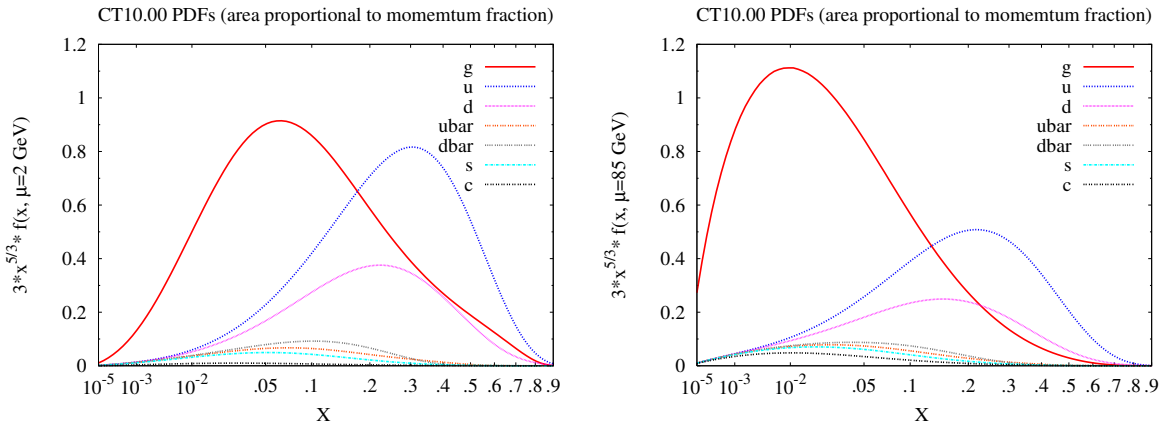 CT10.00 PDFs (area proportional to momemtum fraction)
3*x^5/3* f(x, μ=2 GeV)
1.2
1
0.8
0.6
0.4
0.2
0
g
u
d
ubar
dbar
s
c
10^-5 10^-3 10^-2 .05 .1 .2 .3 .4 .5 .6 .7 .8 .9
X
CT10.00 PDFs (area proportional to momemtum fraction)
3*x^5/3* f(x, μ=85 GeV)
1.2
1
0.8
0.6
0.4
0.2
0
g
u
d
ubar
dbar
s
c
10^-5 10^-3 10^-2 .05 .1 .2 .3 .4 .5 .6 .7 .8 .9
X